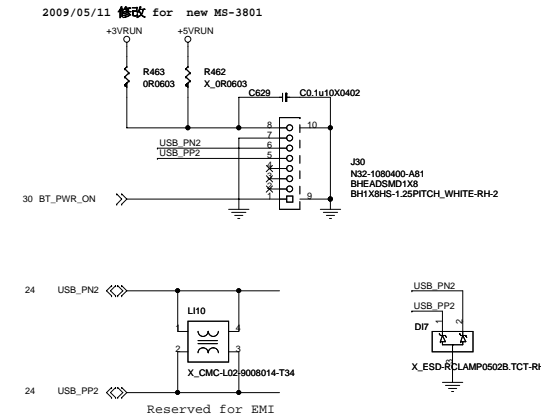 2009/05/11 修改 for new MS-3801
+3VRUN +5VRUN
R463
0R0603
R462
X_0R0603
C629 C0.1u10X0402
8 10
7
USB_PN2 6
USB_PP2 5
4
3
2
30 BT_PWR_ON 1 9
J30
N32-1080400-A81
BHEADSMD1X8
BH1X8HS-1.25PITCH_WHITE-RH-2
24 USB_PN2
LI10
1 4
2 3
X_CMC-L02-9008014-T34
24 USB_PP2
Reserved for EMI
USB_PN2
USB_PP2
1 2
DI7
3
X_ESD-RCLAMP0502B.TCT-RH